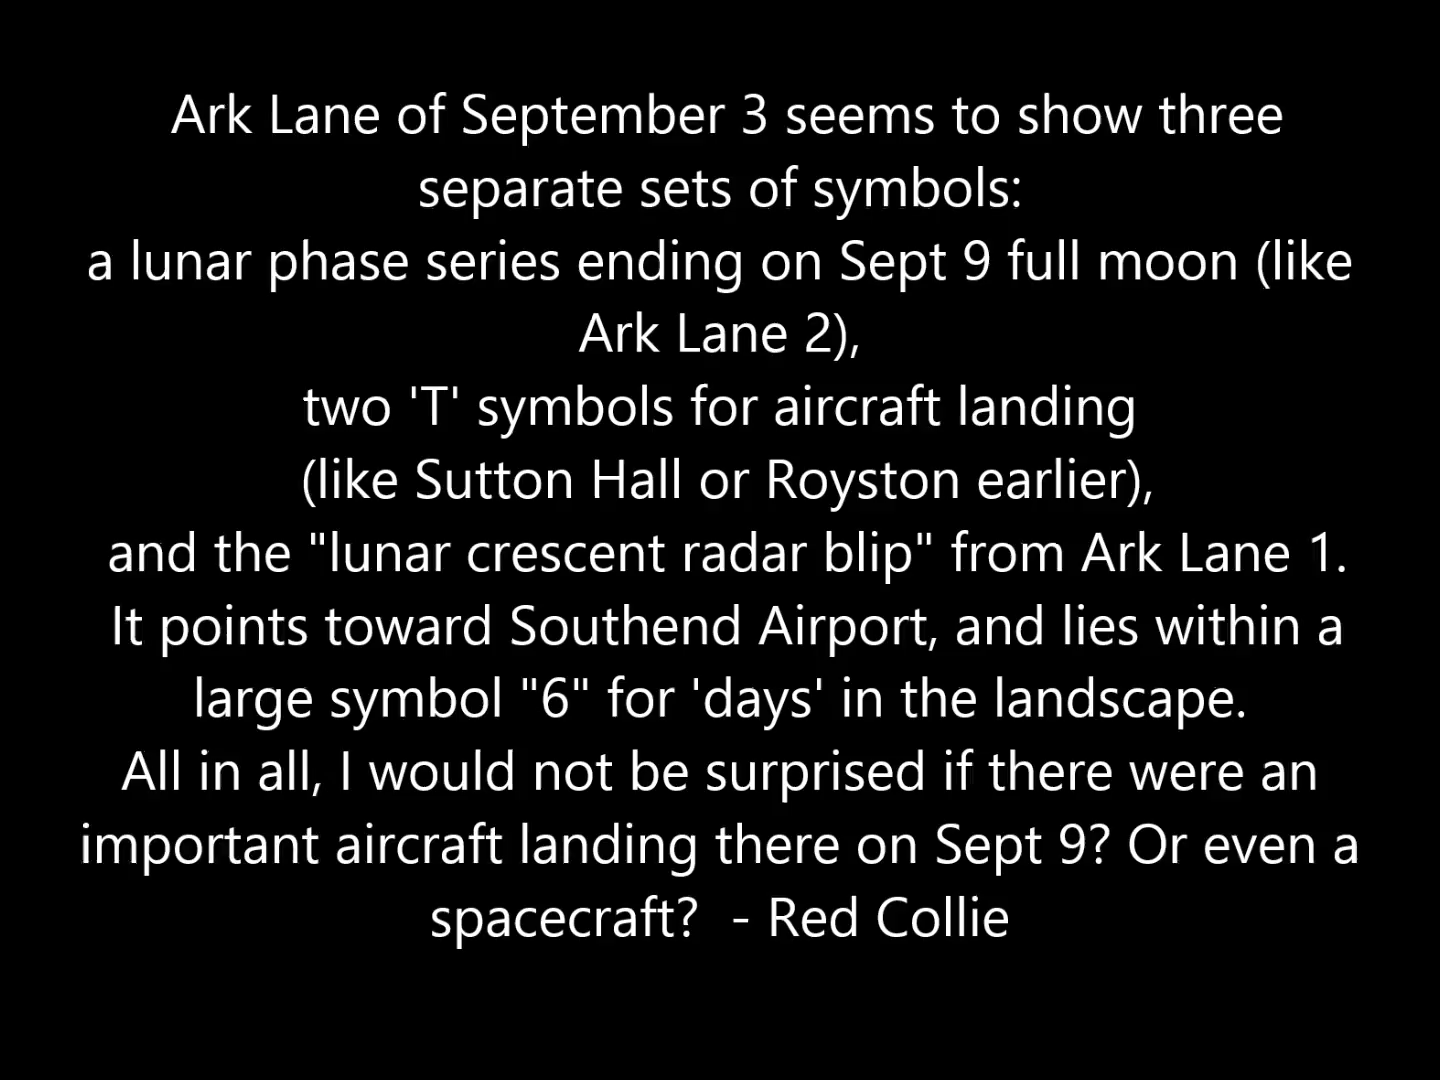 Ark Lane of September 3 seems to show three
separate sets of symbols:
a lunar phase series ending on Sept 9 full moon (like
Ark Lane 2),
two 'T' symbols for aircraft landing
(like Sutton Hall or Royston earlier),
and the "lunar crescent radar blip" from Ark Lane 1.
It points toward Southend Airport, and lies within a
large symbol "6" for 'days' in the landscape.
All in all, I would not be surprised if there were an
important aircraft landing there on Sept 9? Or even a
spacecraft?  - Red Collie